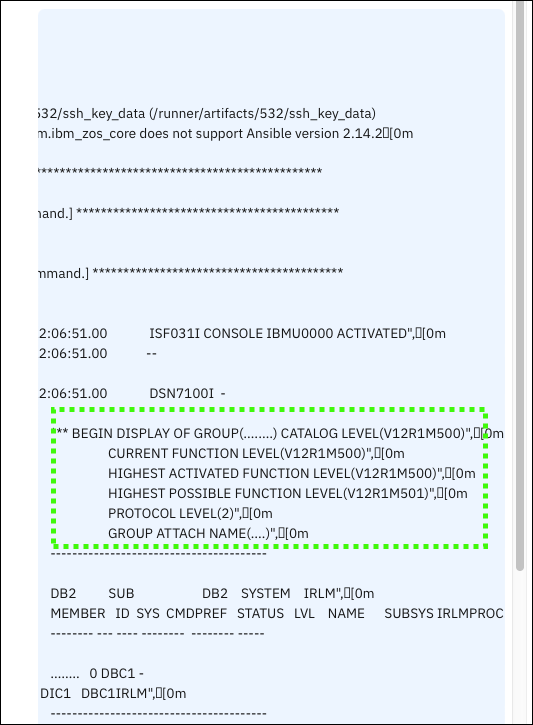 532/ssh_key_data (/runner/artifacts/532/ssh_key_data)
m.ibm_zos_core does not support Ansible version 2.14.2▯[0m
************************************************
mand.] *******************************************
mmand.] *****************************************
2:06:51.00 ISF031I CONSOLE IBMU0000 ACTIVATED",▯[0m
2:06:51.00 --
2:06:51.00 DSN7100I -
*** BEGIN DISPLAY OF GROUP(........) CATALOG LEVEL(V12R1M500)",▯[0m
CURRENT FUNCTION LEVEL(V12R1M500)",▯[0m
HIGHEST ACTIVATED FUNCTION LEVEL(V12R1M500)",▯[0m
HIGHEST POSSIBLE FUNCTION LEVEL(V12R1M501)",▯[0m
PROTOCOL LEVEL(2)",▯[0m
GROUP ATTACH NAME(....)",▯[0m
---------------------------------------
DB2 SUB DB2 SYSTEM IRLM",▯[0m
MEMBER ID SYS CMDPREF STATUS LVL NAME SUBSYS IRLMPROC
-------- --- ---- -------- -------- -----
........ 0 DBC1 -
DIC1 DBC1IRLM",▯[0m
---------------------------------------